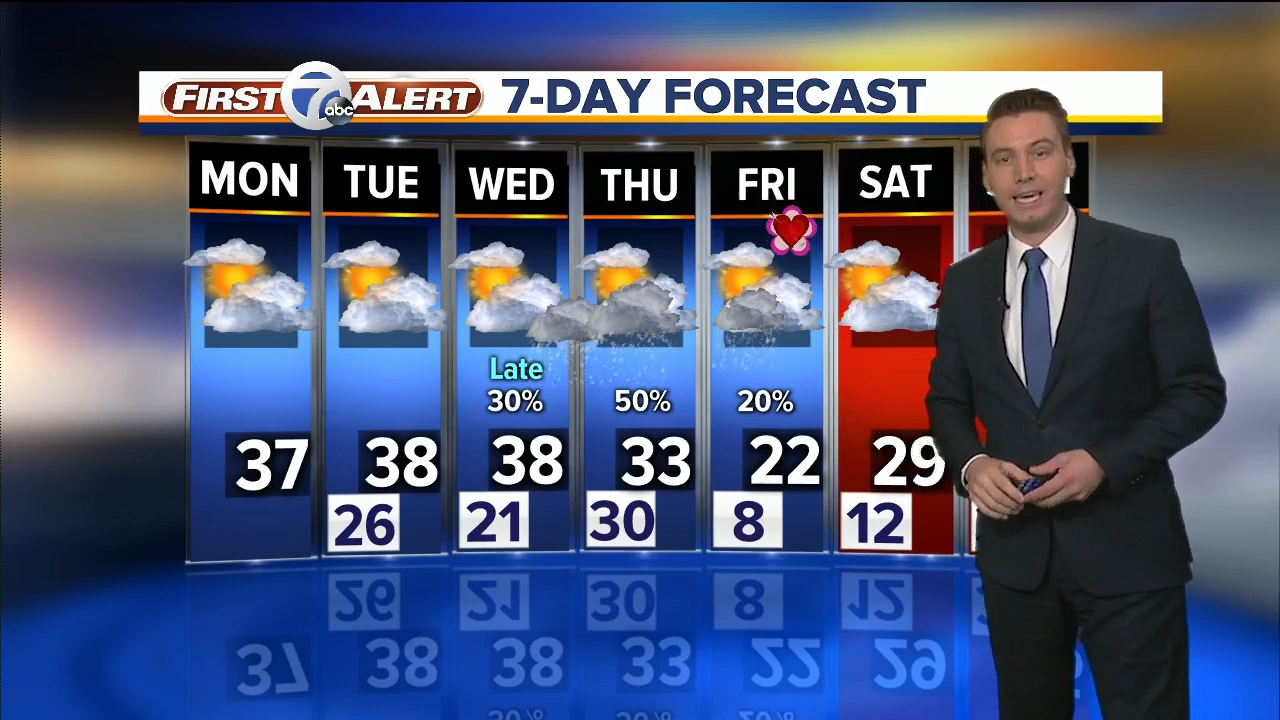 FIRST 7 abc ALERT 7-DAY FORECAST
MON TUE WED THU FRI SAT
Late
30% 50% 20%
37 38 38 33 22 29
26 21 30 8 12